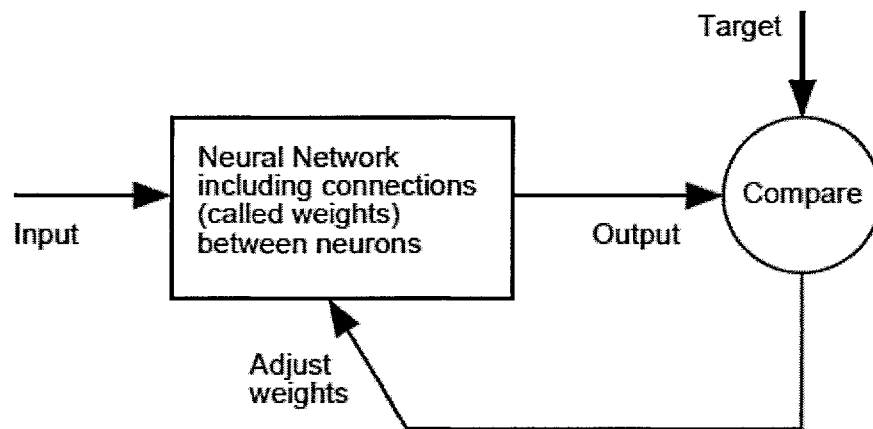 Target
Neural Network
including connections
(called weights)
between neurons
Compare
Input
Output
Adjust
weights